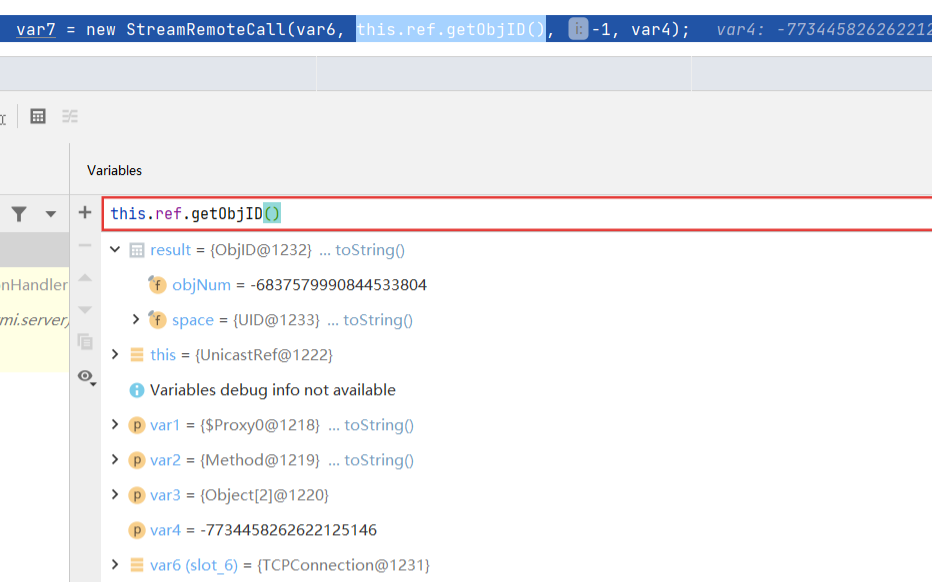 var7 = new StreamRemoteCall(var6, this.ref.getObjID(), i: -1, var4); var4: -773445826262212
Variables
this.ref.getObjID()
result = {ObjID@1232} ... toString()
objNum = -6837579990844533804
onHandler
space = {UID@1233} ... toString()
rmi.server)
this = {UnicastRef@1222}
Variables debug info not available
var1 = {$Proxy0@1218} ... toString()
var2 = {Method@1219} ... toString()
var3 = {Object[2]@1220}
var4 = -7734458262622125146
var6 (slot_6) = {TCPConnection@1231}